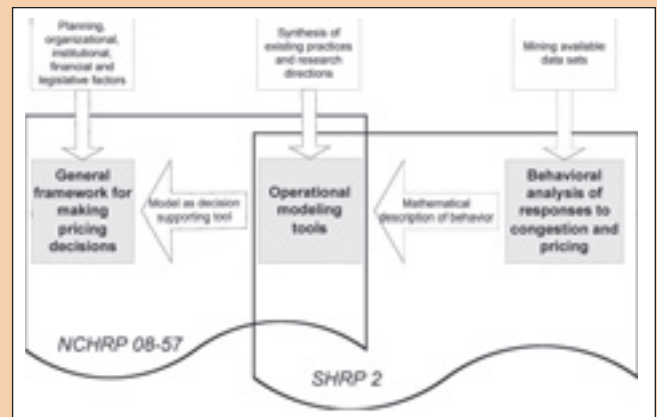 Planning,
organizational,
institutional,
financial and
legislative factors
Synthesis of
existing practices
and research
directions
Mining available
data sets
General
framework for
making
pricing
decisions
Model as decision
supporting tool
Operational
modeling
tools
Mathematical
description of behavior
Behavioral
analysis of
responses to
congestion and
pricing
NCHRP 08-57
SHRP 2